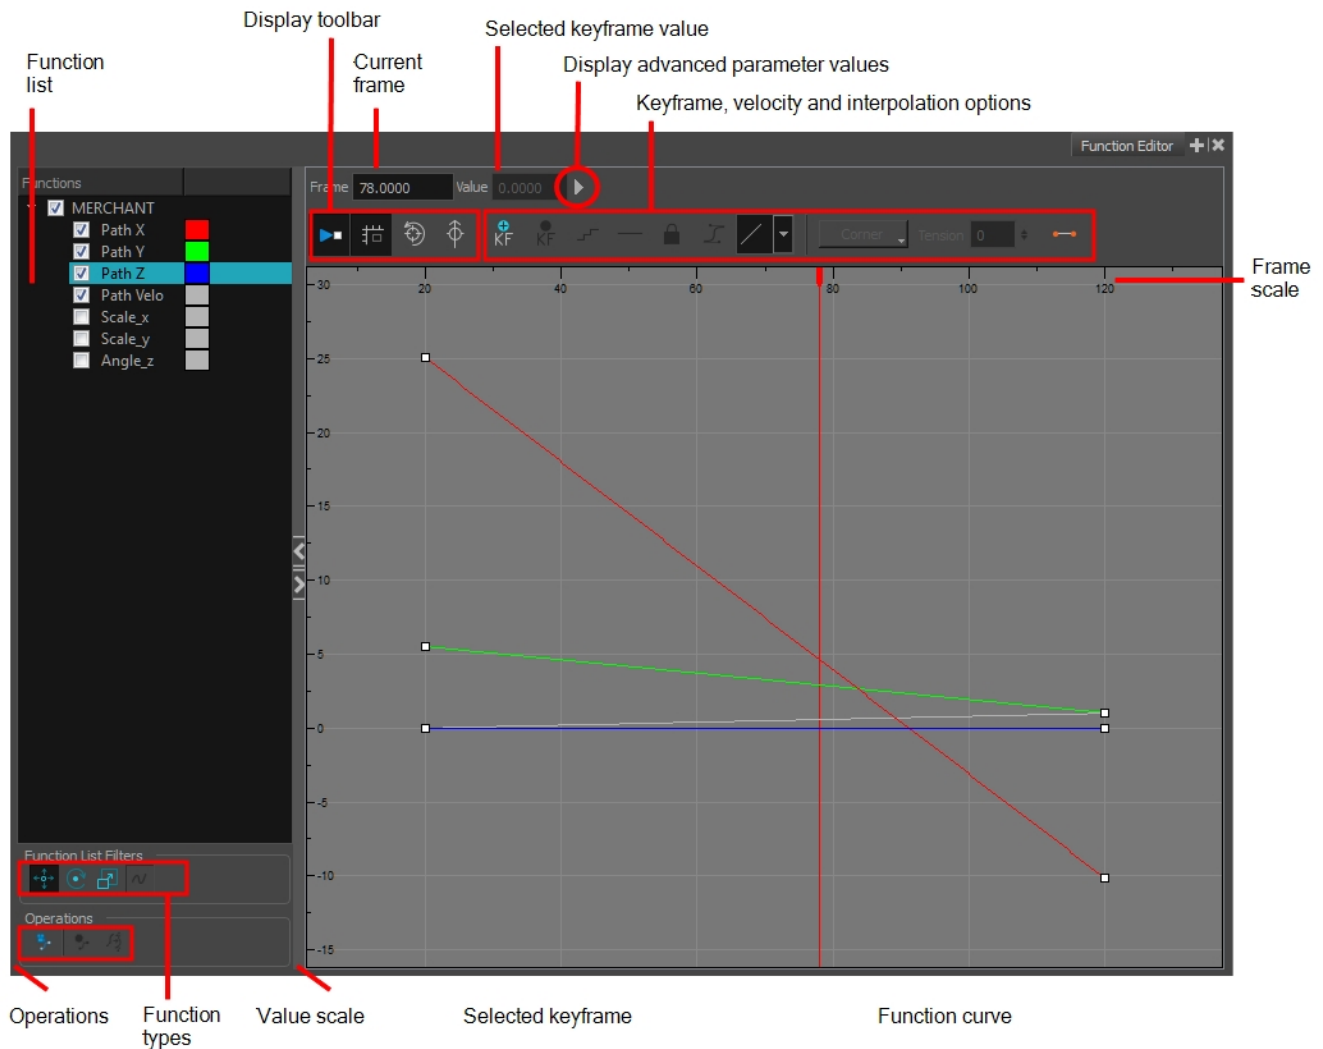 Display toolbar
Selected keyframe value
Function
list
Current
frame
Display advanced parameter values
Keyframe, velocity and interpolation options
Function Editor
Functions
Frame 78.0000 Value 0.0000
MERCHANT
Path X
Path Y
Path Z
Path Velo
Scale_x
Scale_y
Angle_z
KF KF Corner Tension 0
Frame
scale
20 40 60 80 100 120
30
25
20
15
10
5
0
-5
-10
-15
Function List Filters
Operations
Operations
Function
types
Value scale
Selected keyframe
Function curve